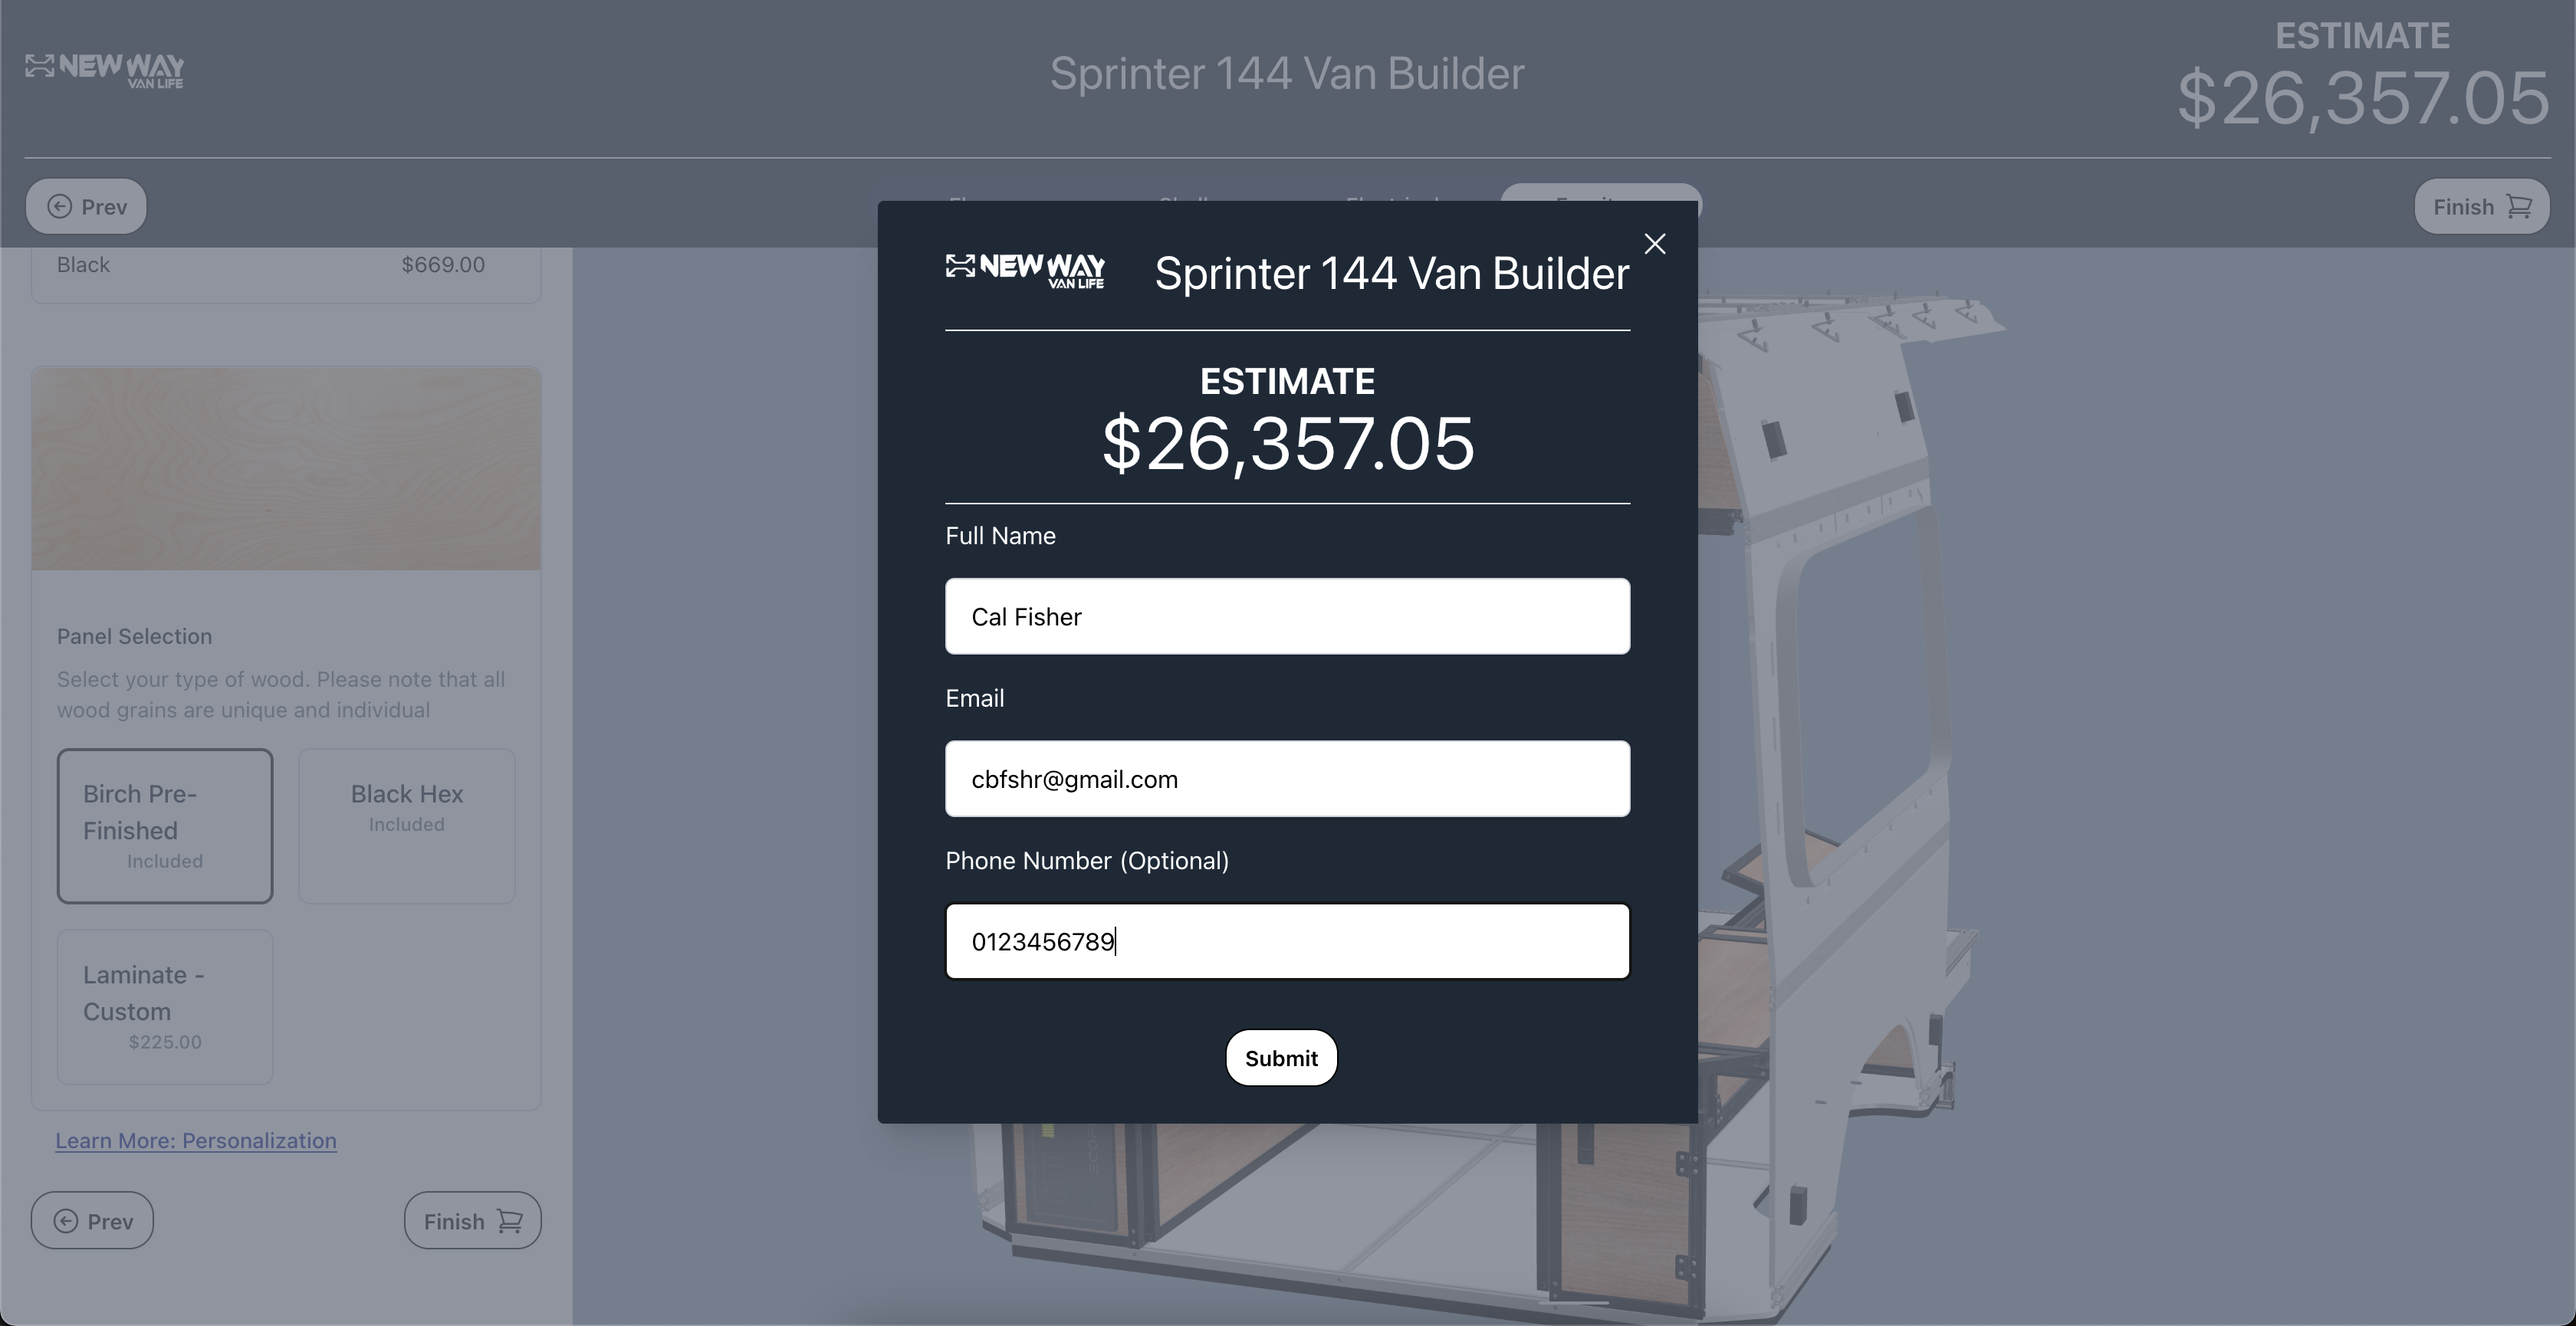 NEW WAY
VAN LIFE
Sprinter 144 Van Builder
ESTIMATE
$26,357.05
Prev
Finish
Black $669.00
Panel Selection
Select your type of wood. Please note that all
wood grains are unique and individual
Birch Pre-
Finished
Included
Black Hex
Included
Laminate -
Custom
$225.00
Learn More: Personalization
Prev
Finish
NEW WAY
VAN LIFE
Sprinter 144 Van Builder
ESTIMATE
$26,357.05
Full Name
Cal Fisher
Email
cbfshr@gmail.com
Phone Number (Optional)
0123456789
Submit